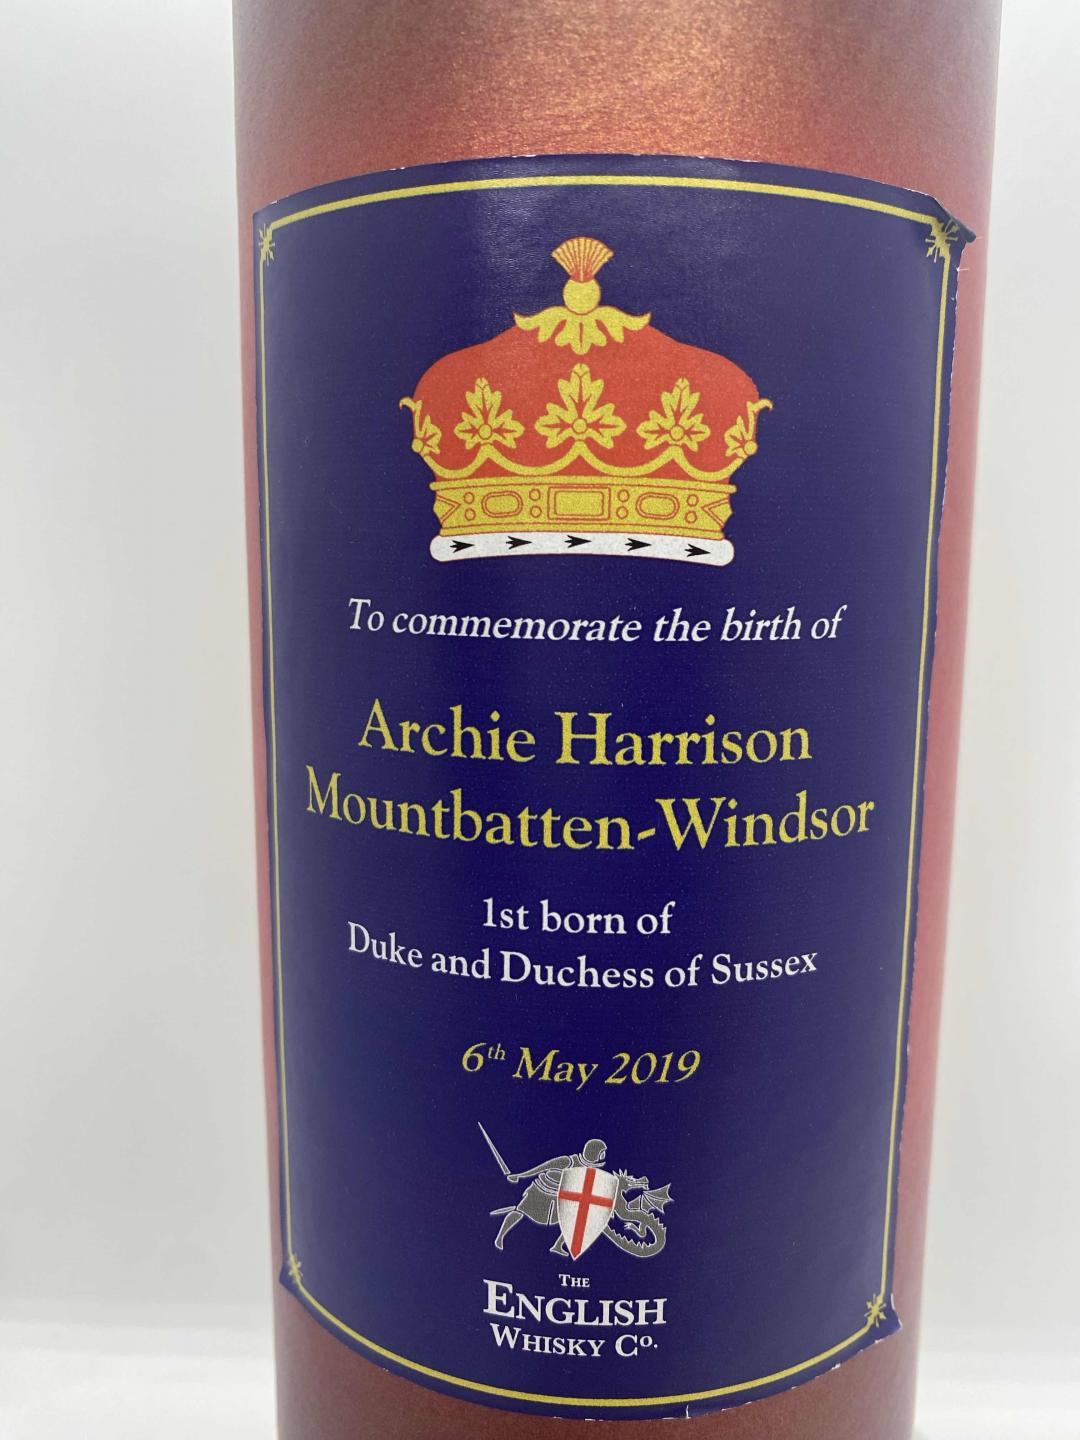 To commemorate the birth of
Archie Harrison
Mountbatten-Windsor
1st born of
Duke and Duchess of Sussex
6th May 2019
THE
ENGLISH
WHISKY Co.